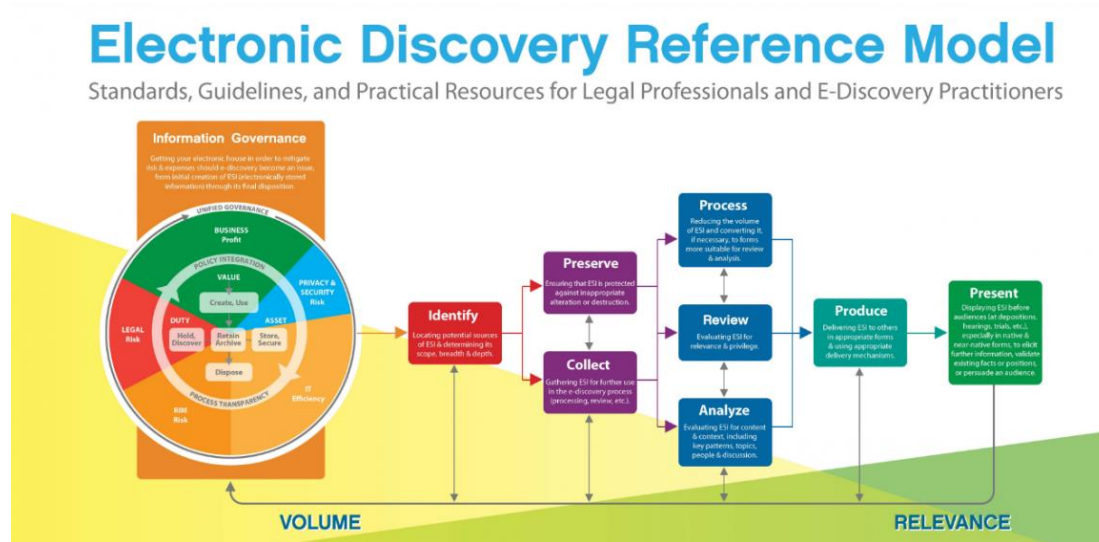 Electronic Discovery Reference Model
Standards, Guidelines, and Practical Resources for Legal Professionals and E-Discovery Practitioners
Information Governance
Getting your electronic house in order to mitigate
risk & expenses should e-discovery become an issue,
from initial creation of ESI (electronically stored
information) through its final disposition
UNIFIED GOVERNANCE
BUSINESS
Profit
POLICY INTEGRATION
VALUE
Create, Use
PRIVACY &
SECURITY
Risk
LEGAL
Risk
DUTY
Hold,
Discover
Retain
Archive
ASSET
Store,
Secure
Dispose
PROCESS TRANSPARENCY
RIM
Risk
IT
Efficiency
Identify
Locating potential sources
of ESI & determining its
scope, breadth & depth.
Preserve
Ensuring that ESI is protected
against inappropriate
alteration or destruction.
Collect
Gathering ESI for further use
in the e-discovery process
(processing, review, etc.).
Process
Reducing the volume
of ESI and converting it,
if necessary, to forms
more suitable for review
& analysis.
Review
Evaluating ESI for
relevance & privilege.
Analyze
Evaluating ESI for content
& context, including
key patterns, topics,
people & discussion.
Produce
Delivering ESI to others
in appropriate forms
& using appropriate
delivery mechanisms.
Present
Displaying ESI before
audiences (at depositions,
hearings, trials, etc.),
especially in native &
near-native forms, to elicit
further information, validate
existing facts or positions,
or persuade an audience.
VOLUME
RELEVANCE